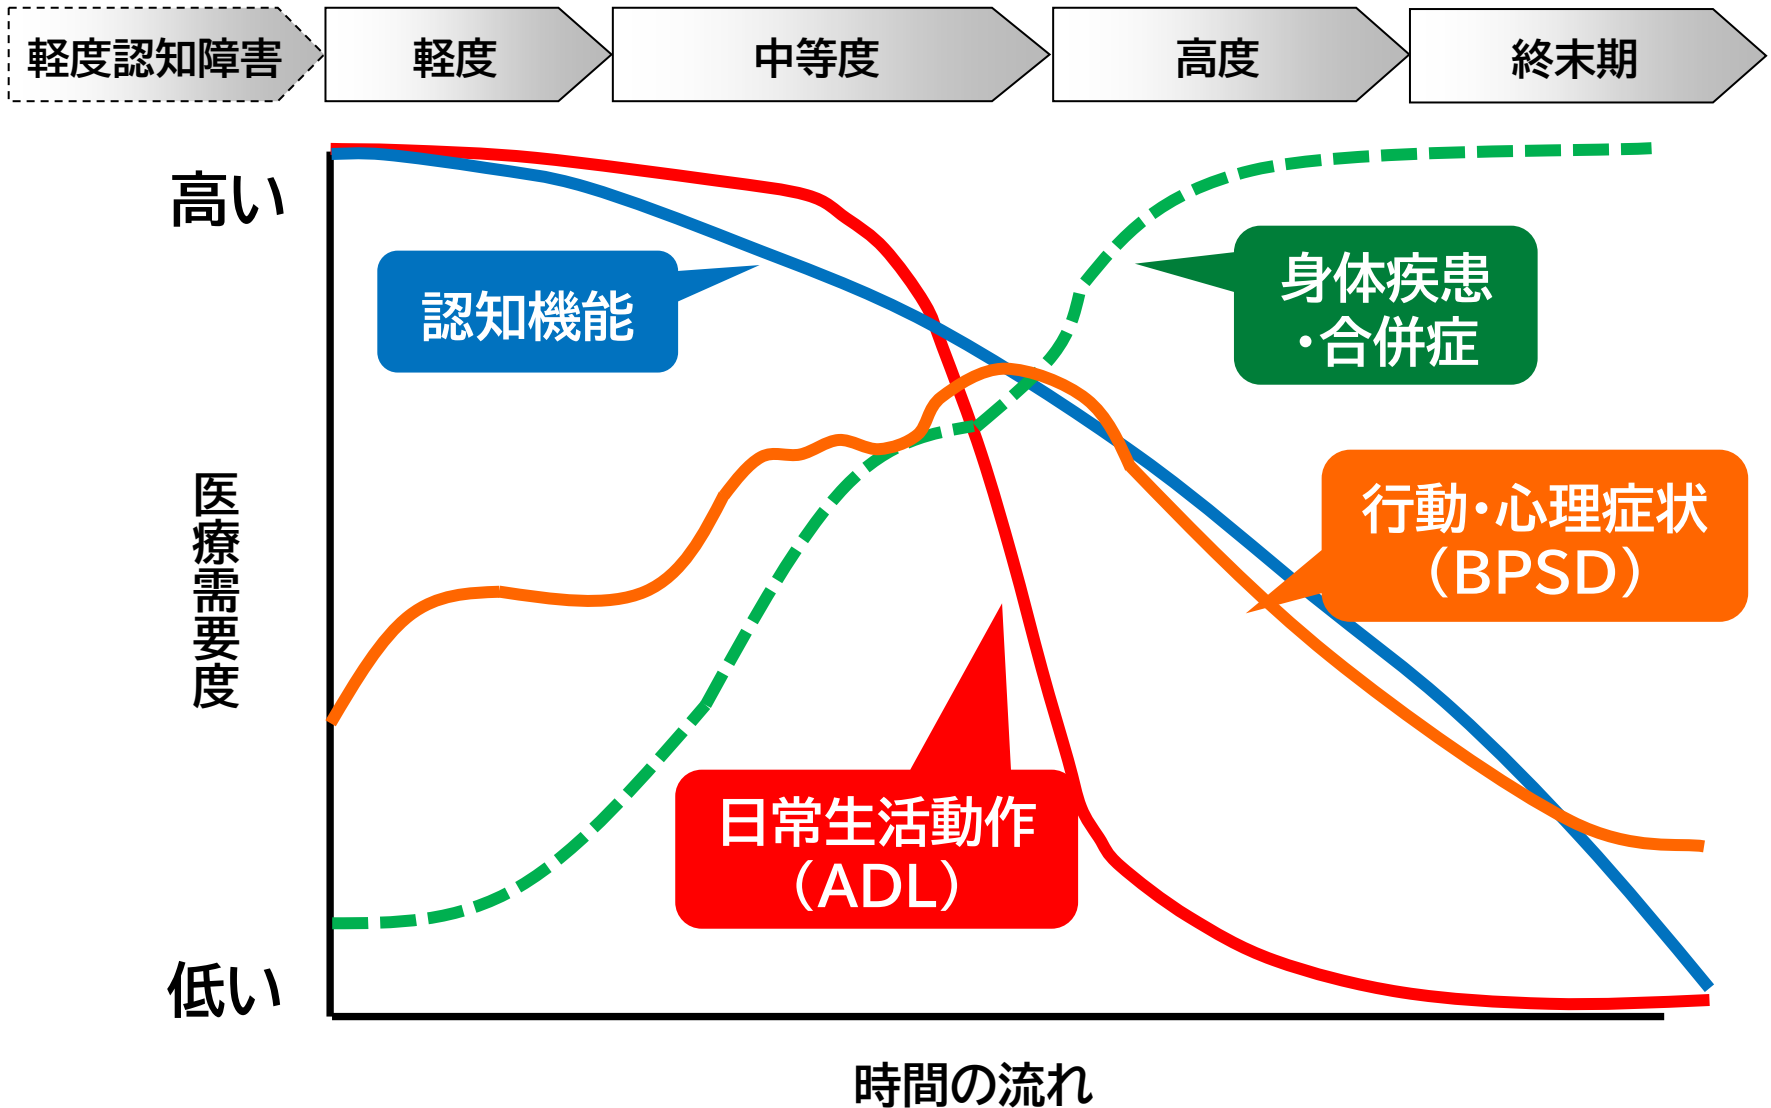 軽度認知障害
軽度
中等度
高度
終末期
高い
認知機能
身体疾患
・合併症
医療需要度
行動・心理症状
（BPSD）
日常生活動作
（ADL）
低い
時間の流れ